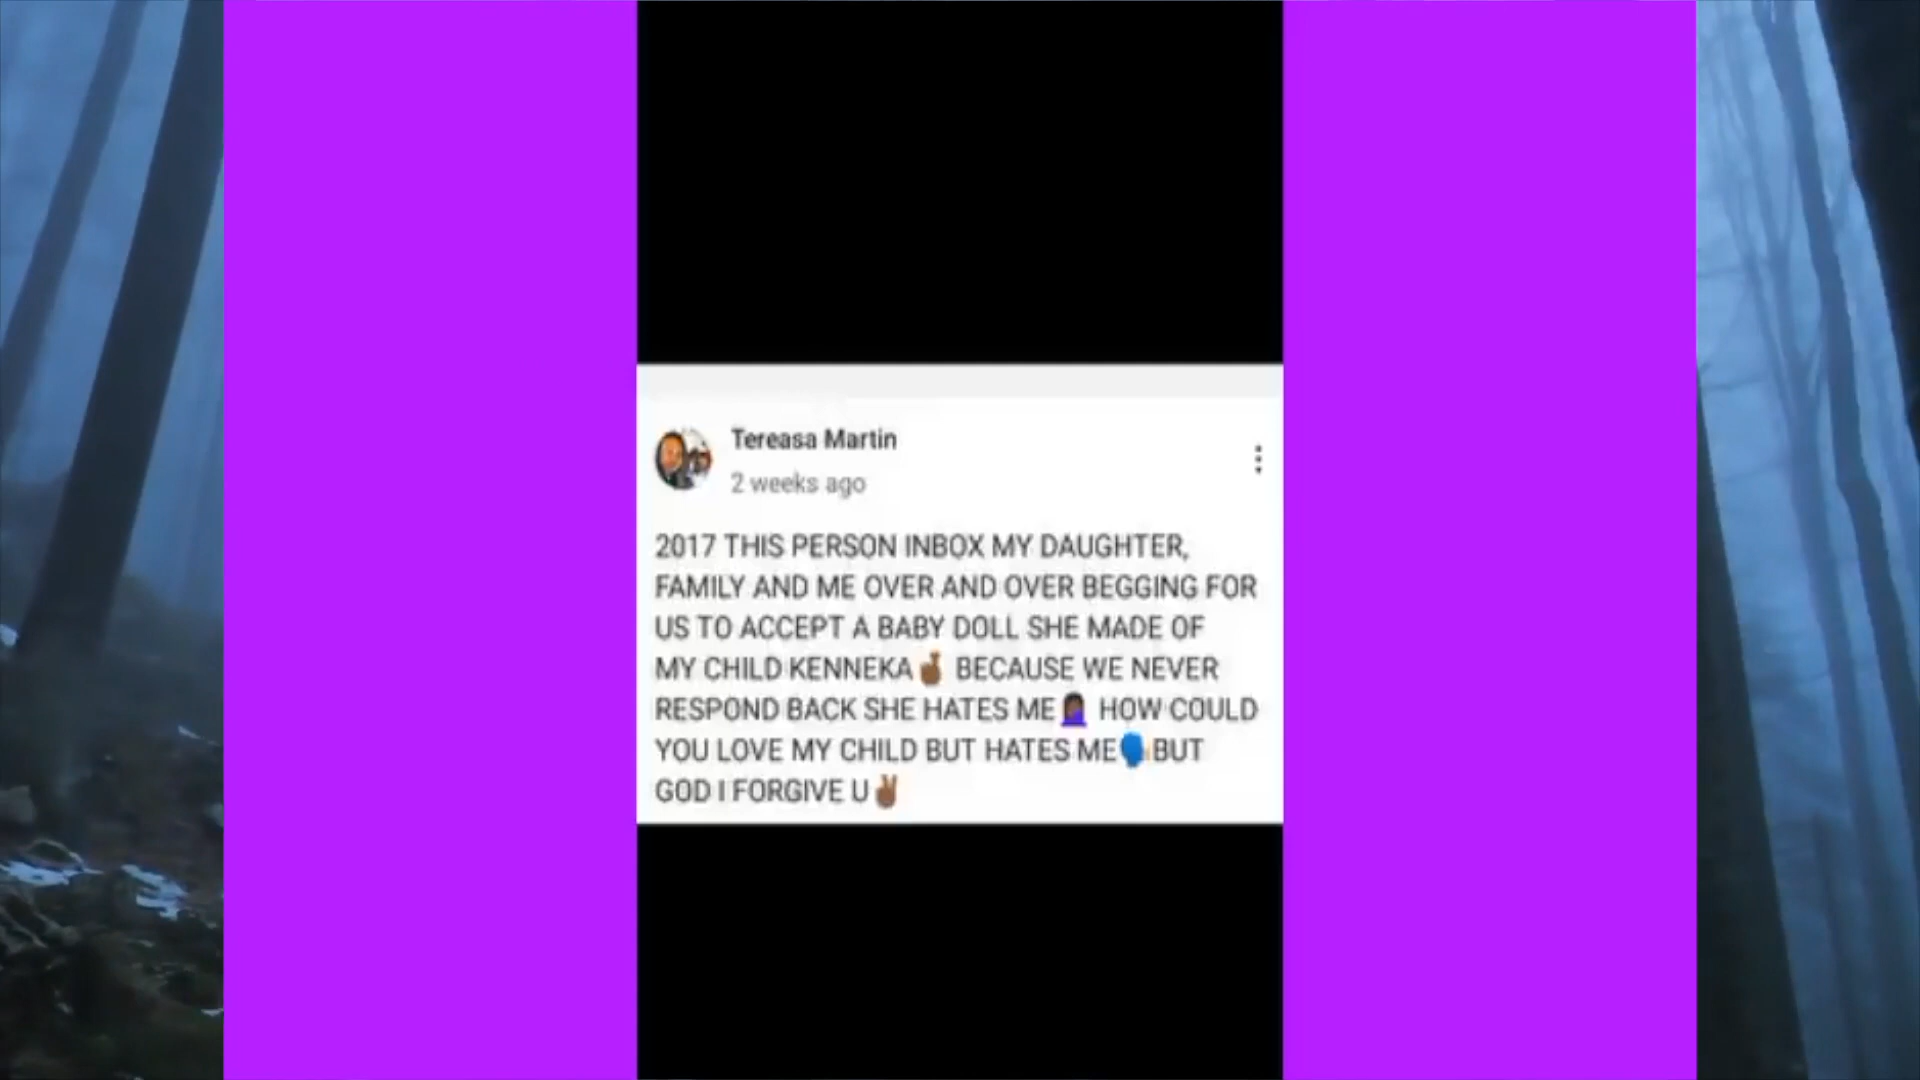 Tereasa Martin
2 weeks ago
2017 THIS PERSON INBOX MY DAUGHTER,
FAMILY AND ME OVER AND OVER BEGGING FOR
US TO ACCEPT A BABY DOLL SHE MADE OF
MY CHILD KENNEKA🤞🏾 BECAUSE WE NEVER
RESPOND BACK SHE HATES ME🤦🏾‍♀️ HOW COULD
YOU LOVE MY CHILD BUT HATES ME🗣️BUT
GOD I FORGIVE U✌🏾